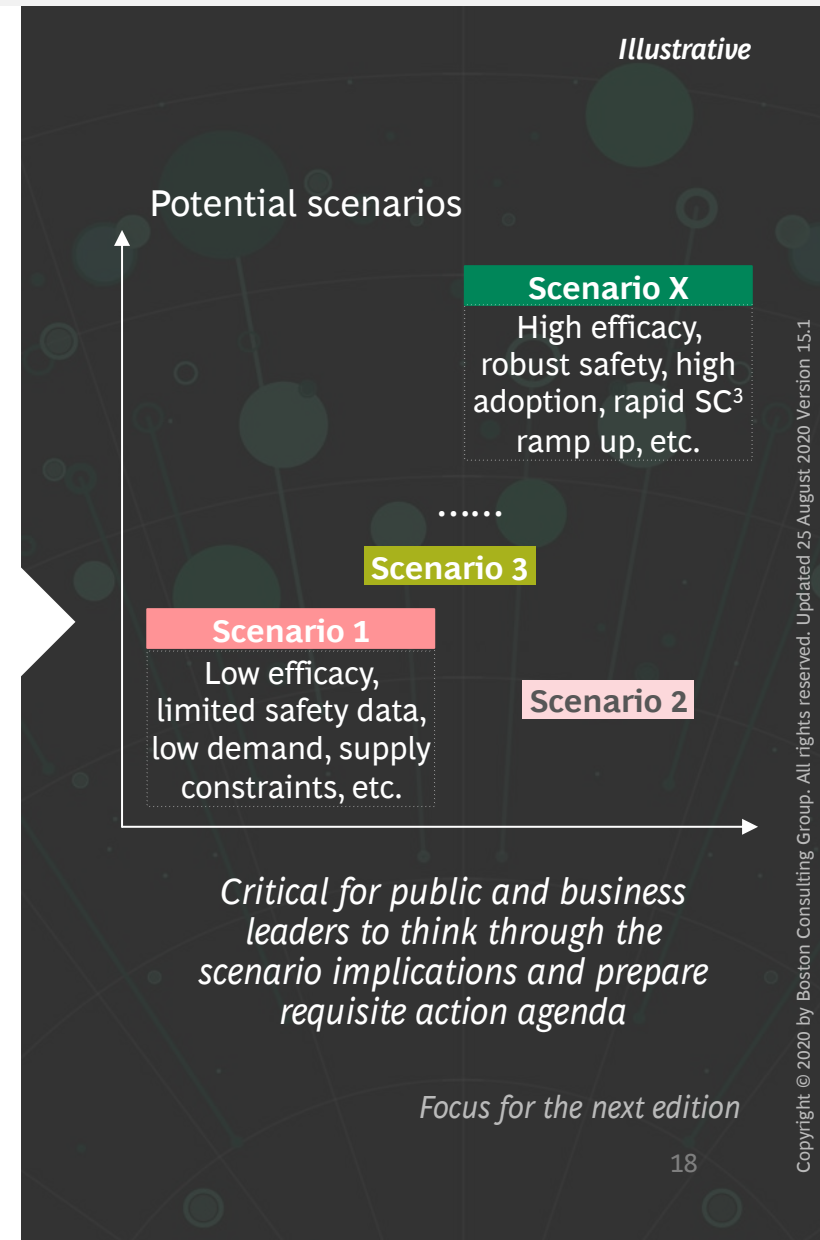 Illustrative
Potential scenarios
Scenario X
High efficacy,
robust safety, high
adoption, rapid SC³
ramp up, etc.
......
Scenario 3
Scenario 1
Low efficacy,
limited safety data,
low demand, supply
constraints, etc.
Scenario 2
Critical for public and business
leaders to think through the
scenario implications and prepare
requisite action agenda
Focus for the next edition
18
Copyright © 2020 by Boston Consulting Group. All rights reserved. Updated 25 August 2020 Version 15.1